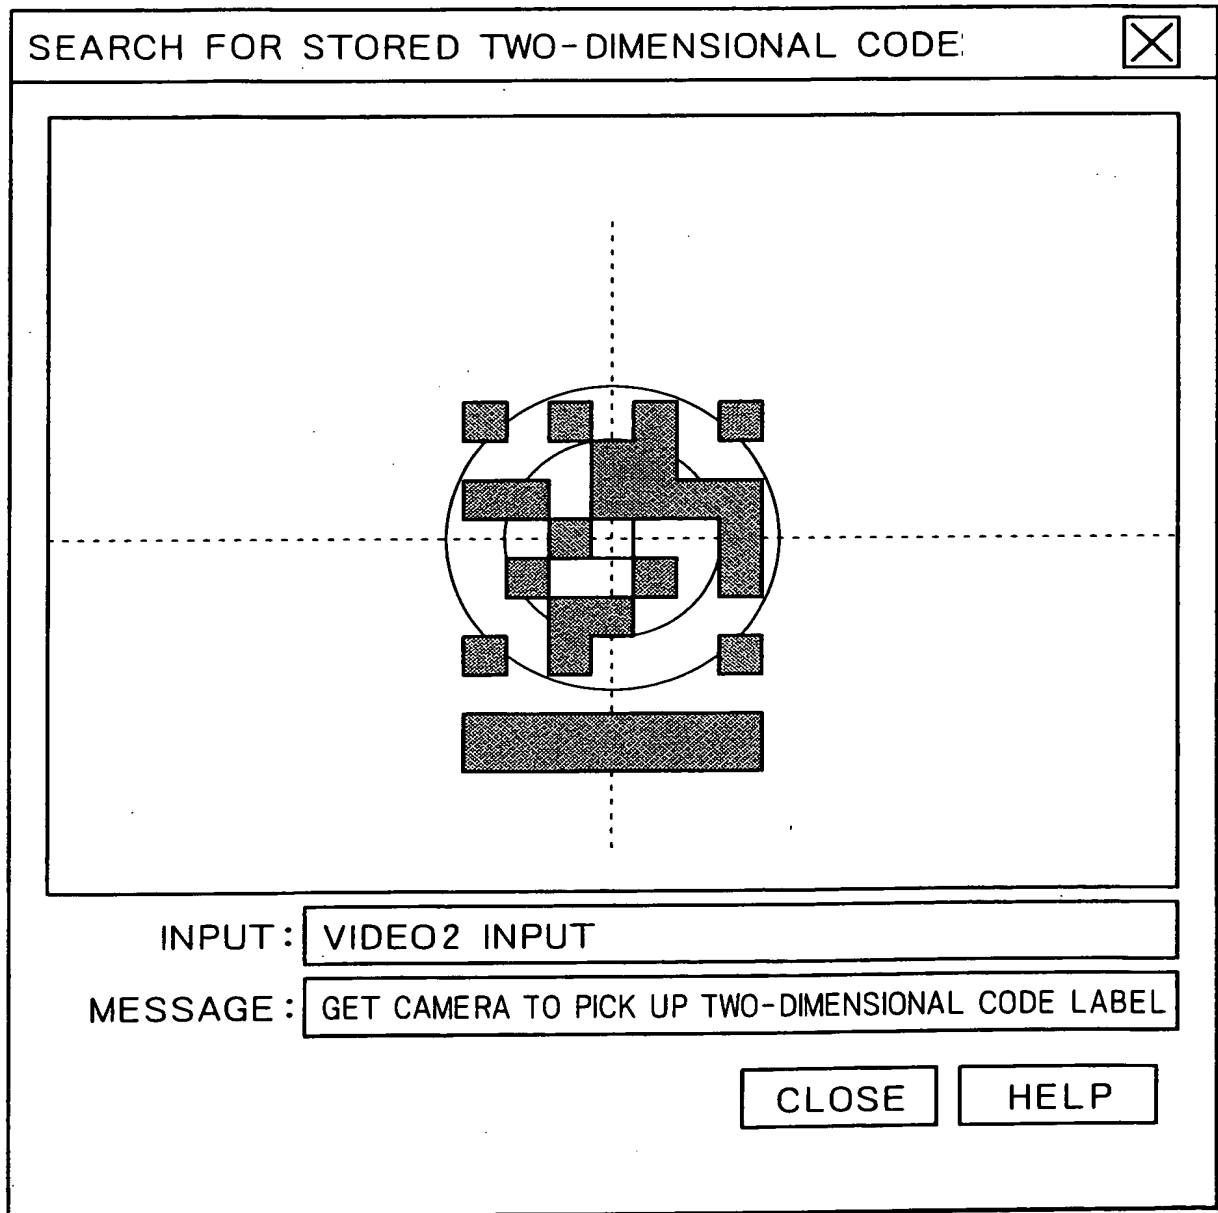 SEARCH FOR STORED TWO-DIMENSIONAL CODE
INPUT: VIDEO2 INPUT
MESSAGE: GET CAMERA TO PICK UP TWO-DIMENSIONAL CODE LABEL
CLOSE HELP